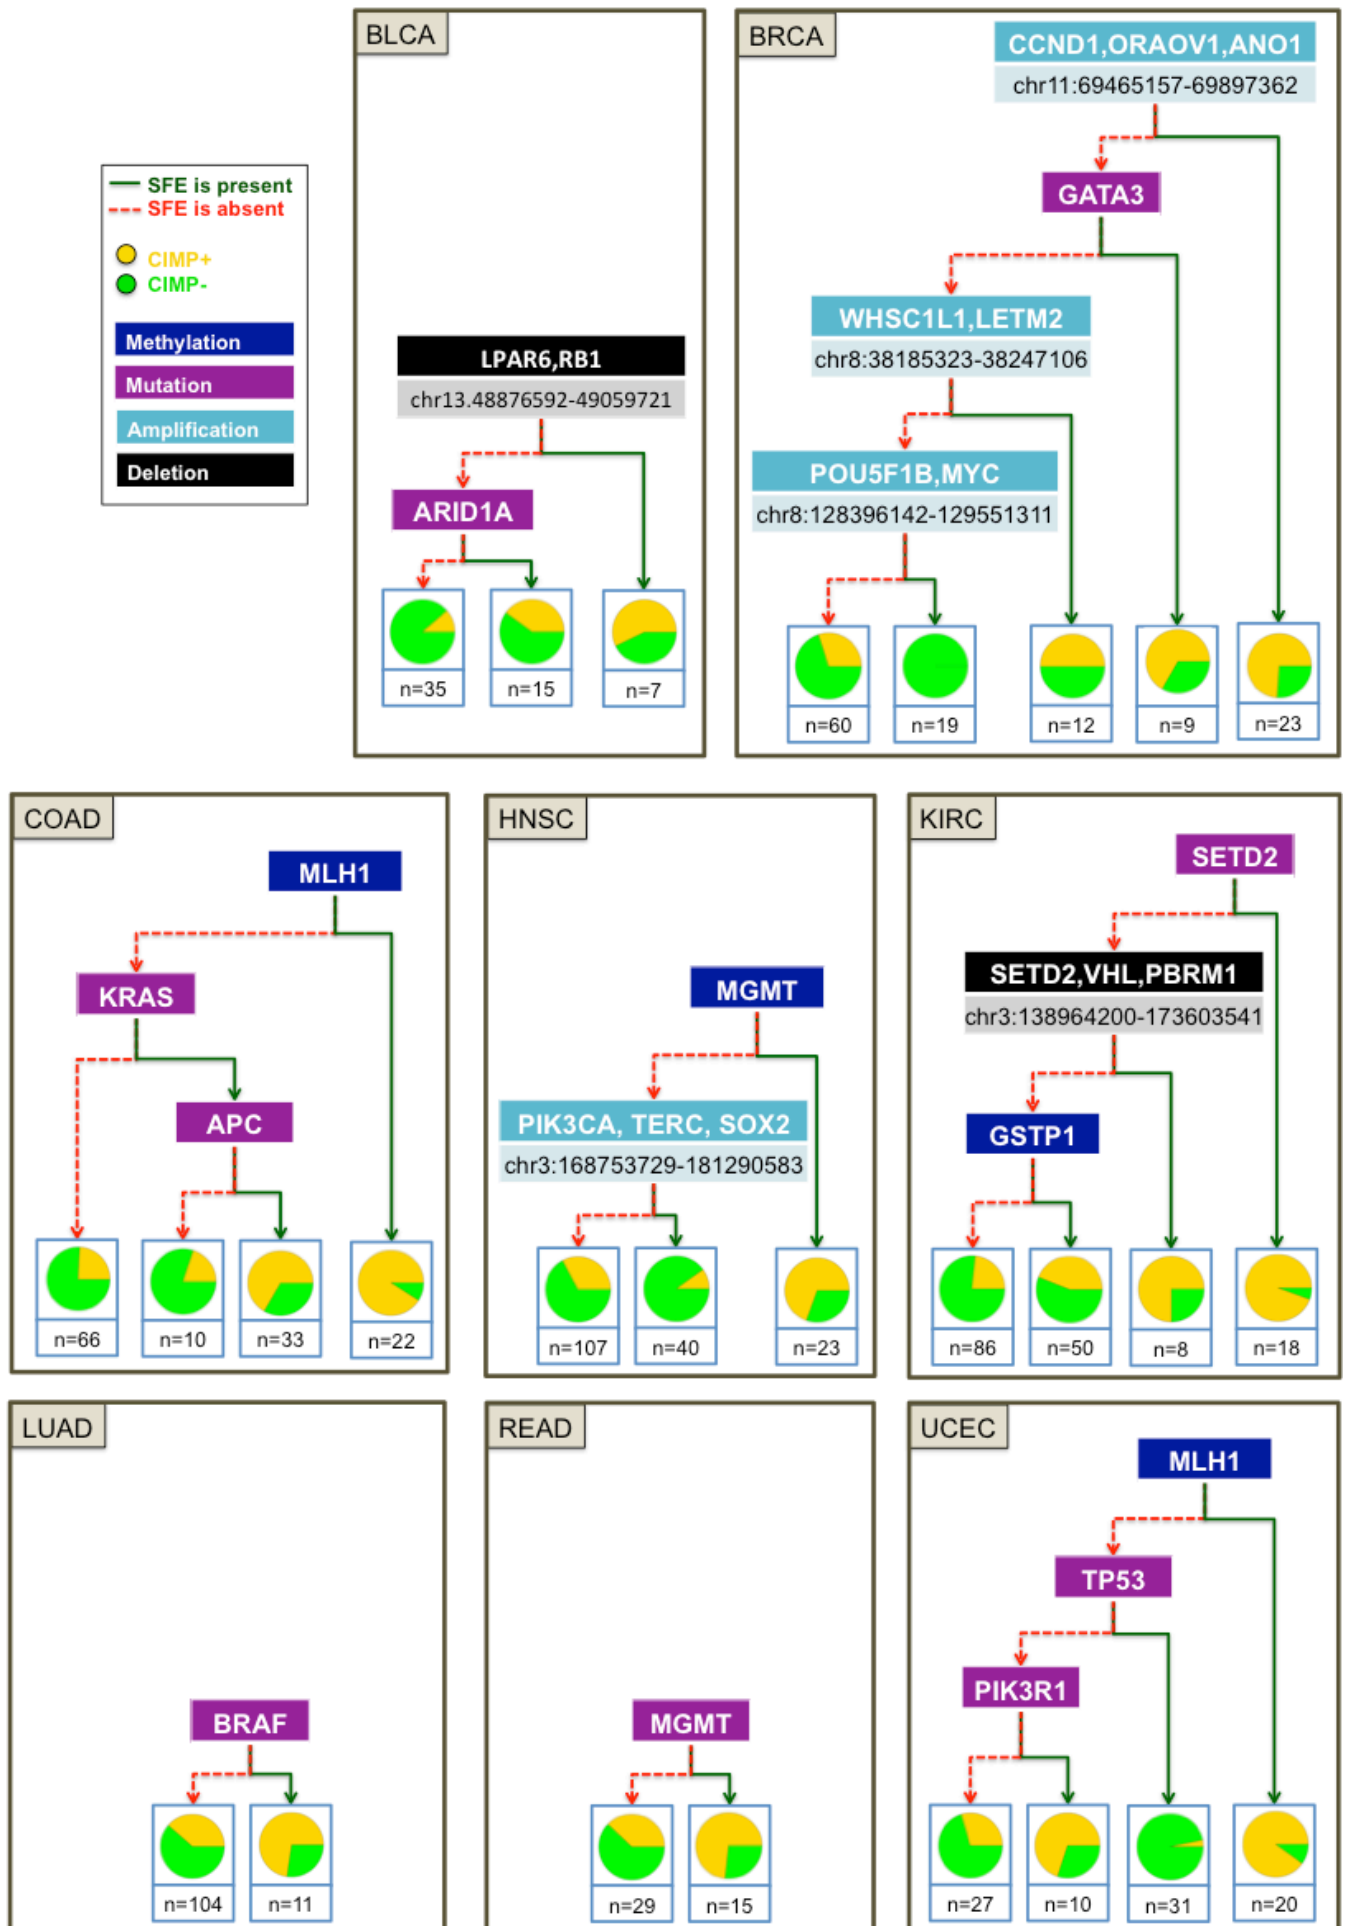 BLCA
BRCA
CCND1,ORAOV1,ANO1
chr11:69465157-69897362
SFE is present
SFE is absent
CIMP+
CIMP-
Methylation
Mutation
Amplification
Deletion
GATA3
WHSC1L1,LETM2
chr8:38185323-38247106
LPAR6,RB1
chr13.48876592-49059721
POU5F1B,MYC
chr8:128396142-129551311
ARID1A
n=35
n=15
n=7
n=60
n=19
n=12
n=9
n=23
COAD
MLH1
KRAS
APC
n=66
n=10
n=33
n=22
HNSC
MGMT
PIK3CA, TERC, SOX2
chr3:168753729-181290583
n=107
n=40
n=23
KIRC
SETD2
SETD2,VHL,PBRM1
chr3:138964200-173603541
GSTP1
n=86
n=50
n=8
n=18
LUAD
BRAF
n=104
n=11
READ
MGMT
n=29
n=15
UCEC
MLH1
TP53
PIK3R1
n=27
n=10
n=31
n=20